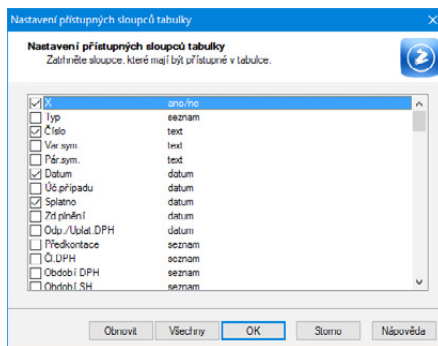 Nastavení přístupných sloupců tabulky
Nastavení přístupných sloupců tabulky
Zatrhněte sloupce, které mají být přístupné v tabulce.
X ano/ne
Typ seznam
Číslo text
Var.sym. text
Pár.sym. text
Datum datum
Úč.případu datum
Splatno datum
Zd.plnění datum
Odp./Uplat.DPH datum
Předkontace seznam
Čl.DPH seznam
Období DPH seznam
Období SH seznam
Obnovit Všechny OK Storno Nápověda